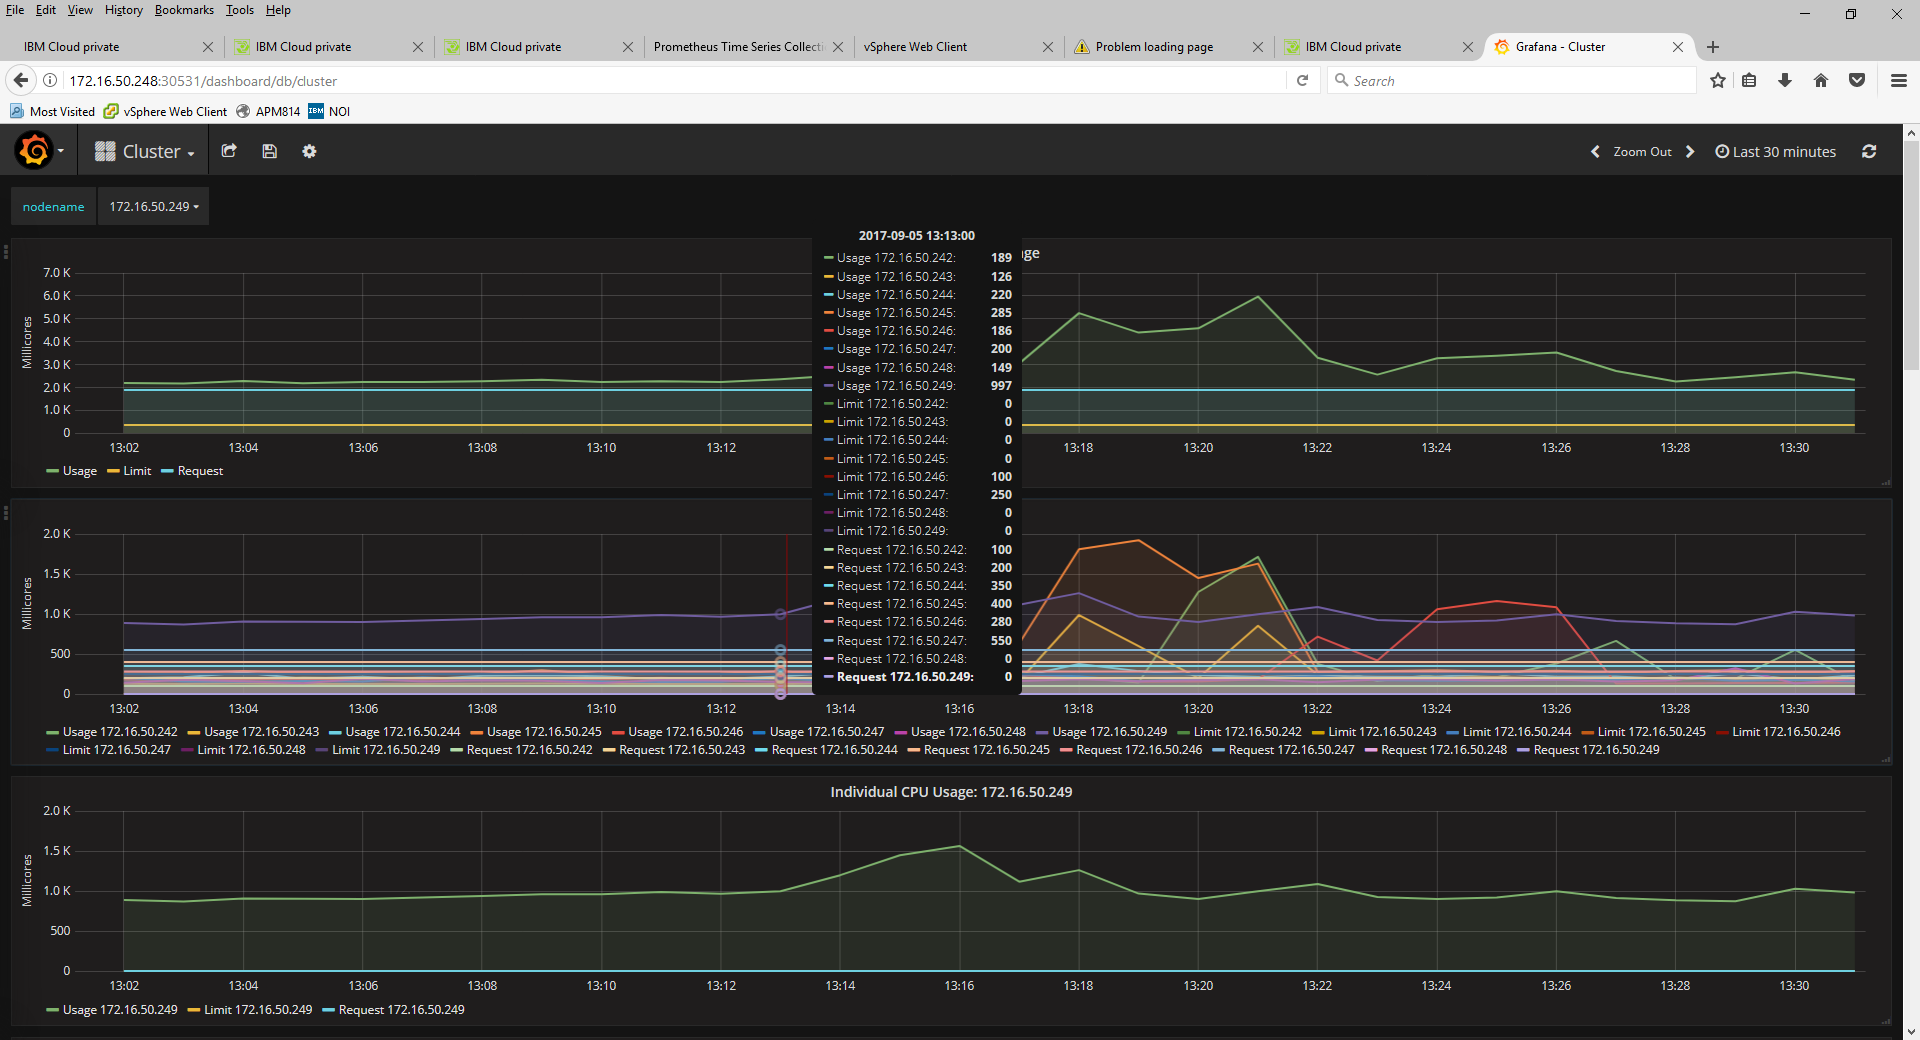 File Edit View History Bookmarks Tools Help
IBM Cloud private IBM Cloud private IBM Cloud private Prometheus Time Series Collecti vSphere Web Client Problem loading page IBM Cloud private Grafana - Cluster
172.16.50.248:30531/dashboard/db/cluster Search
Most Visited vSphere Web Client APM814 IBM NOI
Cluster Zoom Out Last 30 minutes
nodename 172.16.50.249
ge
Millicores
7.0 K
6.0 K
5.0 K
4.0 K
3.0 K
2.0 K
1.0 K
0
13:02 13:04 13:06 13:08 13:10 13:12 13:18 13:20 13:22 13:24 13:26 13:28 13:30
Usage Limit Request
2017-09-05 13:13:00
Usage 172.16.50.242: 189
Usage 172.16.50.243: 126
Usage 172.16.50.244: 220
Usage 172.16.50.245: 285
Usage 172.16.50.246: 186
Usage 172.16.50.247: 200
Usage 172.16.50.248: 149
Usage 172.16.50.249: 997
Limit 172.16.50.242: 0
Limit 172.16.50.243: 0
Limit 172.16.50.244: 0
Limit 172.16.50.245: 0
Limit 172.16.50.246: 100
Limit 172.16.50.247: 250
Limit 172.16.50.248: 0
Limit 172.16.50.249: 0
Request 172.16.50.242: 100
Request 172.16.50.243: 200
Request 172.16.50.244: 350
Request 172.16.50.245: 400
Request 172.16.50.246: 280
Request 172.16.50.247: 550
Request 172.16.50.248: 0
Request 172.16.50.249: 0
Millicores
2.0 K
1.5 K
1.0 K
500
0
13:02 13:04 13:06 13:08 13:10 13:12 13:14 13:16 13:18 13:20 13:22 13:24 13:26 13:28 13:30
Usage 172.16.50.242 Usage 172.16.50.243 Usage 172.16.50.244 Usage 172.16.50.245 Usage 172.16.50.246 Usage 172.16.50.247 Usage 172.16.50.248 Usage 172.16.50.249 Limit 172.16.50.242 Limit 172.16.50.243 Limit 172.16.50.244 Limit 172.16.50.245 Limit 172.16.50.246
Limit 172.16.50.247 Limit 172.16.50.248 Limit 172.16.50.249 Request 172.16.50.242 Request 172.16.50.243 Request 172.16.50.244 Request 172.16.50.245 Request 172.16.50.246 Request 172.16.50.247 Request 172.16.50.248 Request 172.16.50.249
Individual CPU Usage: 172.16.50.249
Millicores
2.0 K
1.5 K
1.0 K
500
0
13:02 13:04 13:06 13:08 13:10 13:12 13:14 13:16 13:18 13:20 13:22 13:24 13:26 13:28 13:30
Usage 172.16.50.249 Limit 172.16.50.249 Request 172.16.50.249